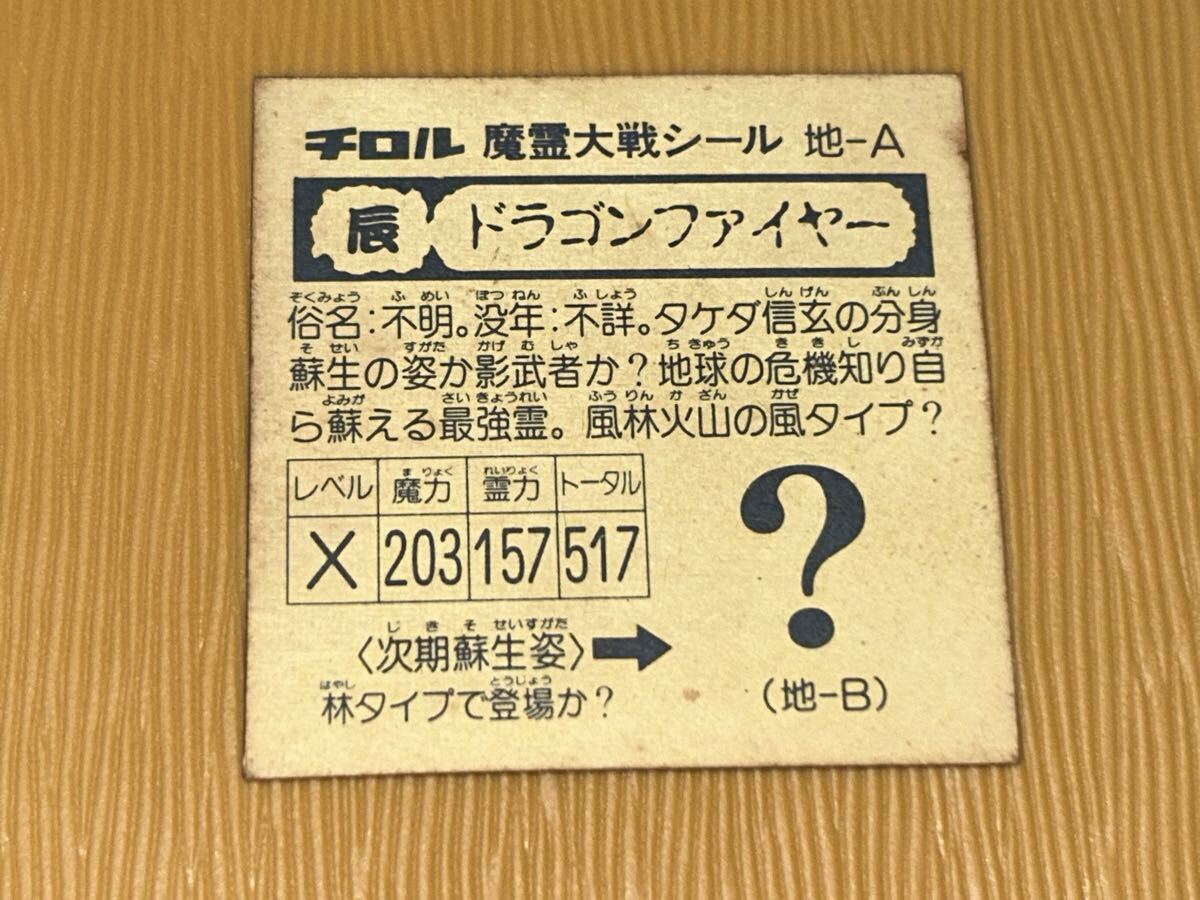 チロル 魔霊大戦シール 地-A
辰 ドラゴンファイヤー
俗名：不明。没年：不詳。タケダ信玄の分身
蘇生の姿か影武者か？地球の危機知り自
ら蘇える最強霊。風林火山の風タイプ？
レベル 魔力 霊力 トータル
X 203 157 517
〈次期蘇生姿〉➡ ?
林タイプで登場か？ (地-B)